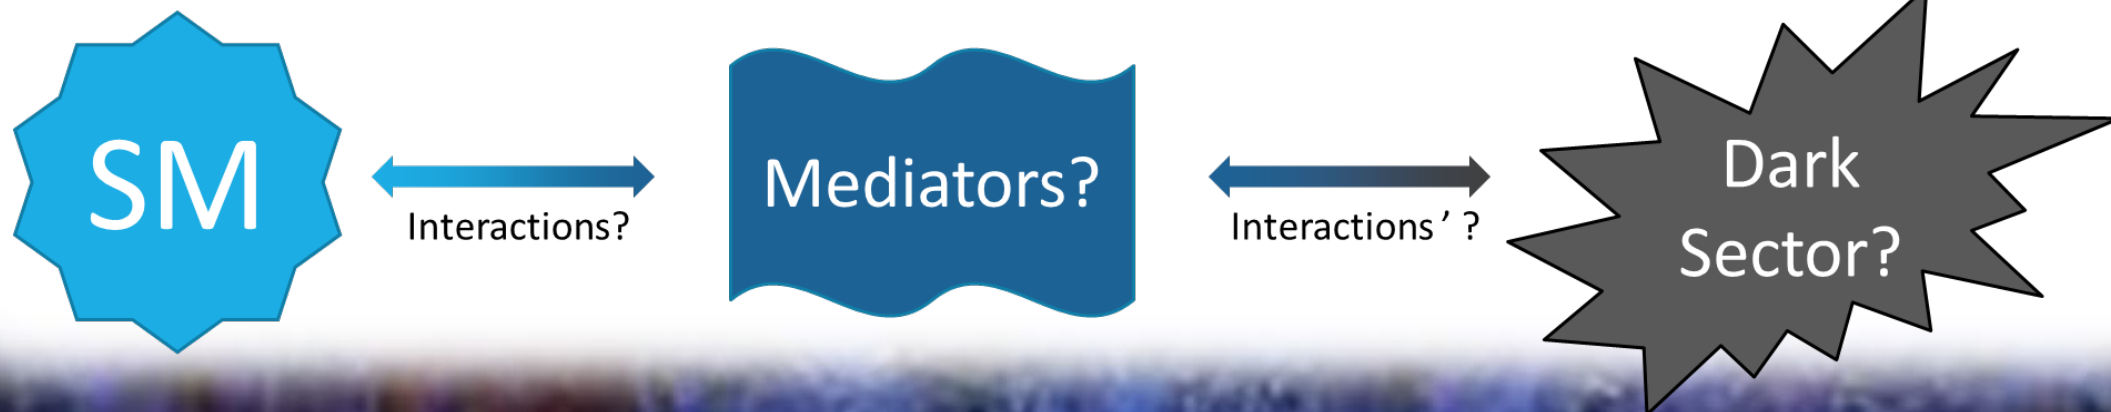 SM
Interactions?
Mediators?
Interactions’ ?
Dark
Sector?